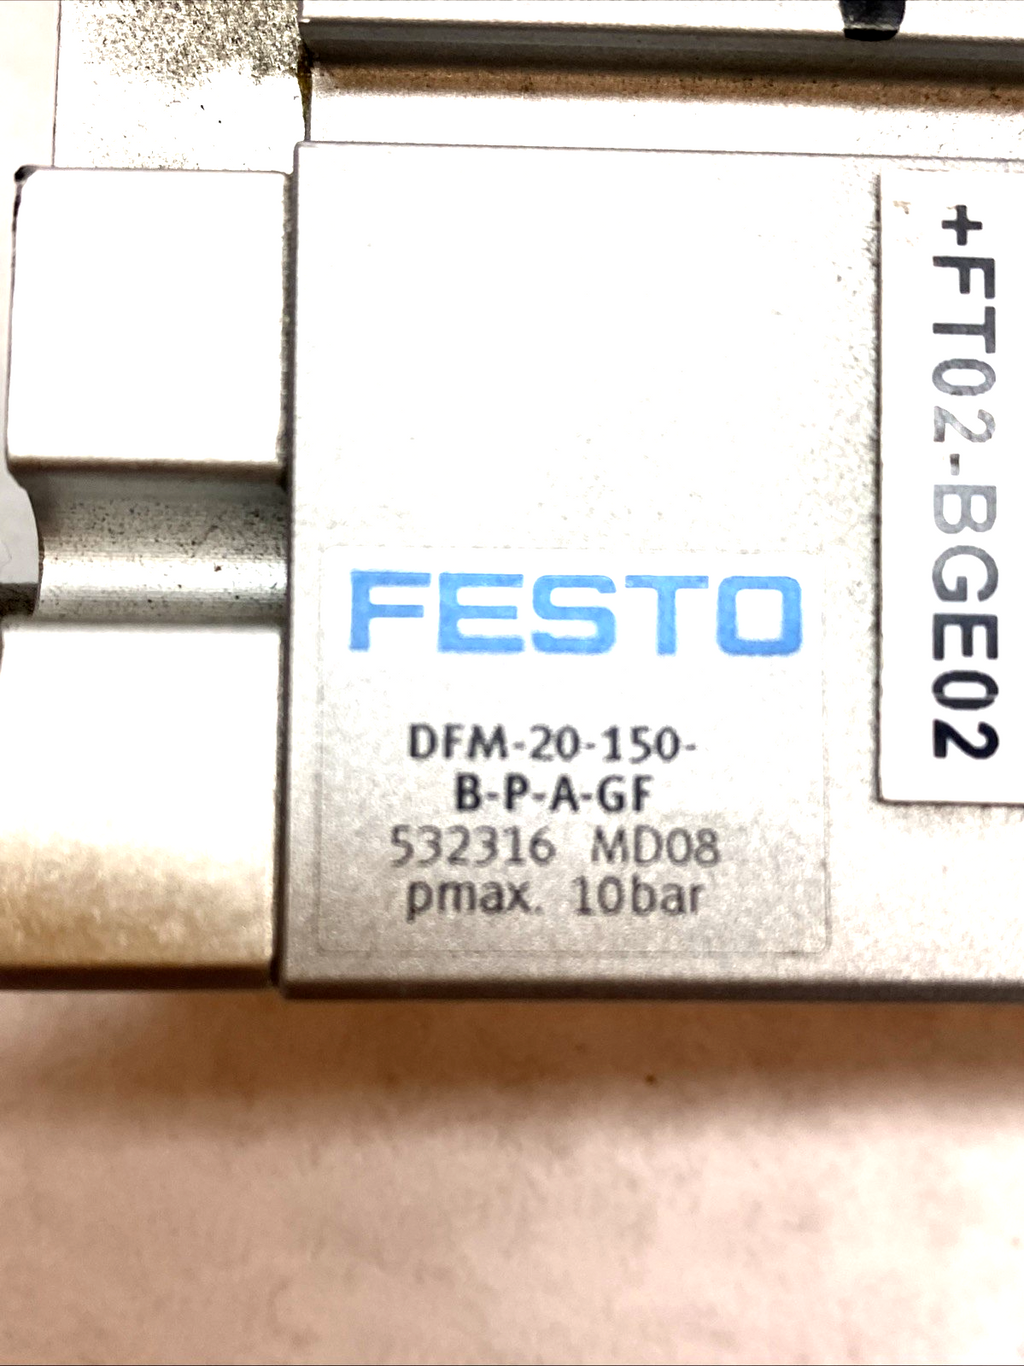 FESTO
DFM-20-150-
B-P-A-GF
532316 MD08
pmax. 10bar
+FT02-BGE02